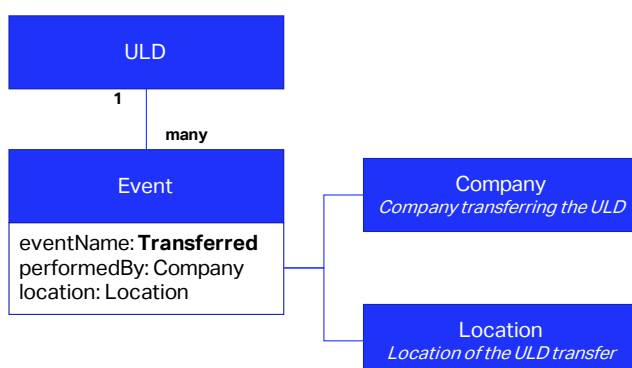 ULD
1
many
Event
eventName: Transferred
performedBy: Company
location: Location
Company
Company transferring the ULD
Location
Location of the ULD transfer